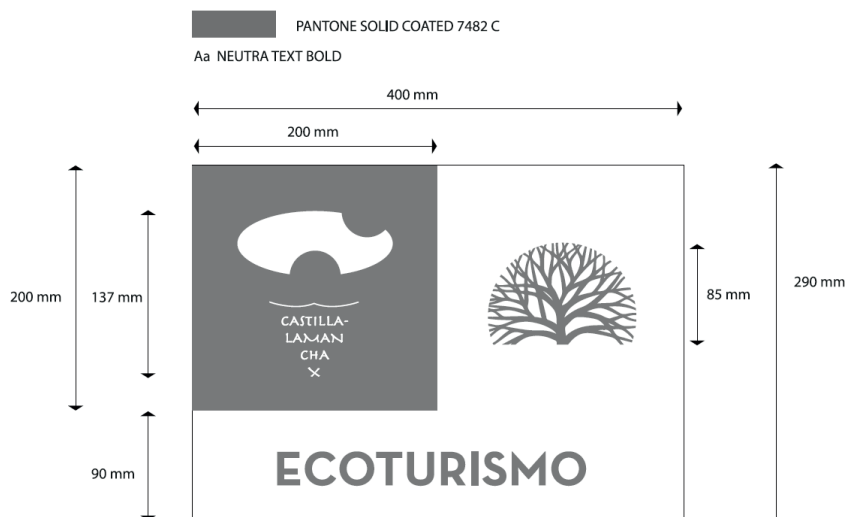 PANTONE SOLID COATED 7482 C
Aa NEUTRA TEXT BOLD
400 mm
200 mm
200 mm
137 mm
CASTILLA-
LAMAN
CHA
X
85 mm
290 mm
90 mm
ECOTURISMO